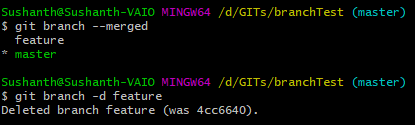 Sushanth@Sushanth-VAIO MINGW64 /d/GITs/branchTest (master)
$ git branch --merged
  feature
* master
Sushanth@Sushanth-VAIO MINGW64 /d/GITs/branchTest (master)
$ git branch -d feature
Deleted branch feature (was 4cc6640).